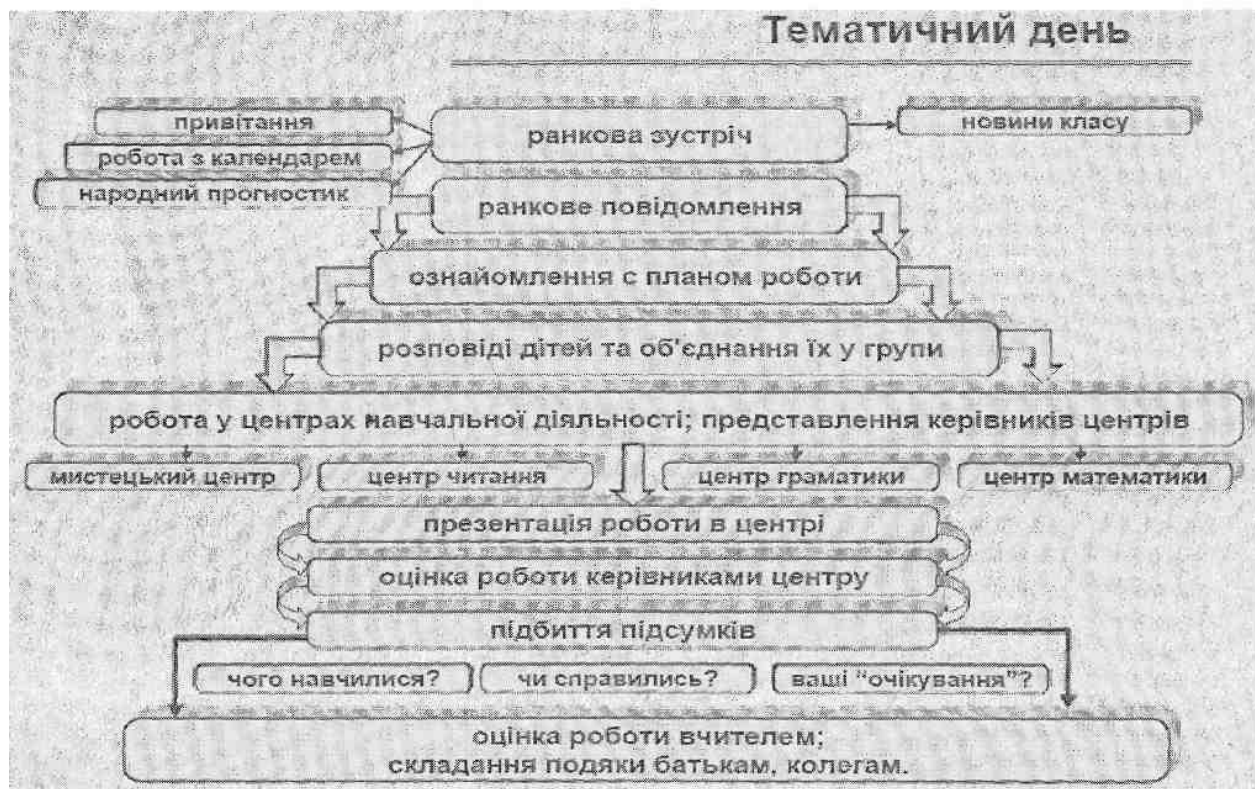 Тематичний день
привітання
ранкова зустріч
новини класу
робота з календарем
народний прогностик
ранкове повідомлення
ознайомлення с планом роботи
розповіді дітей та об'єднання їх у групи
робота у центрах навчальної діяльності; представлення керівників центрів
мистецький центр
центр читання
центр граматики
центр математики
презентація роботи в центрі
оцінка роботи керівниками центру
підбиття підсумків
чого навчилися?
чи справились?
ваші “очікування”?
оцінка роботи вчителем;
складання подяки батькам, колегам.